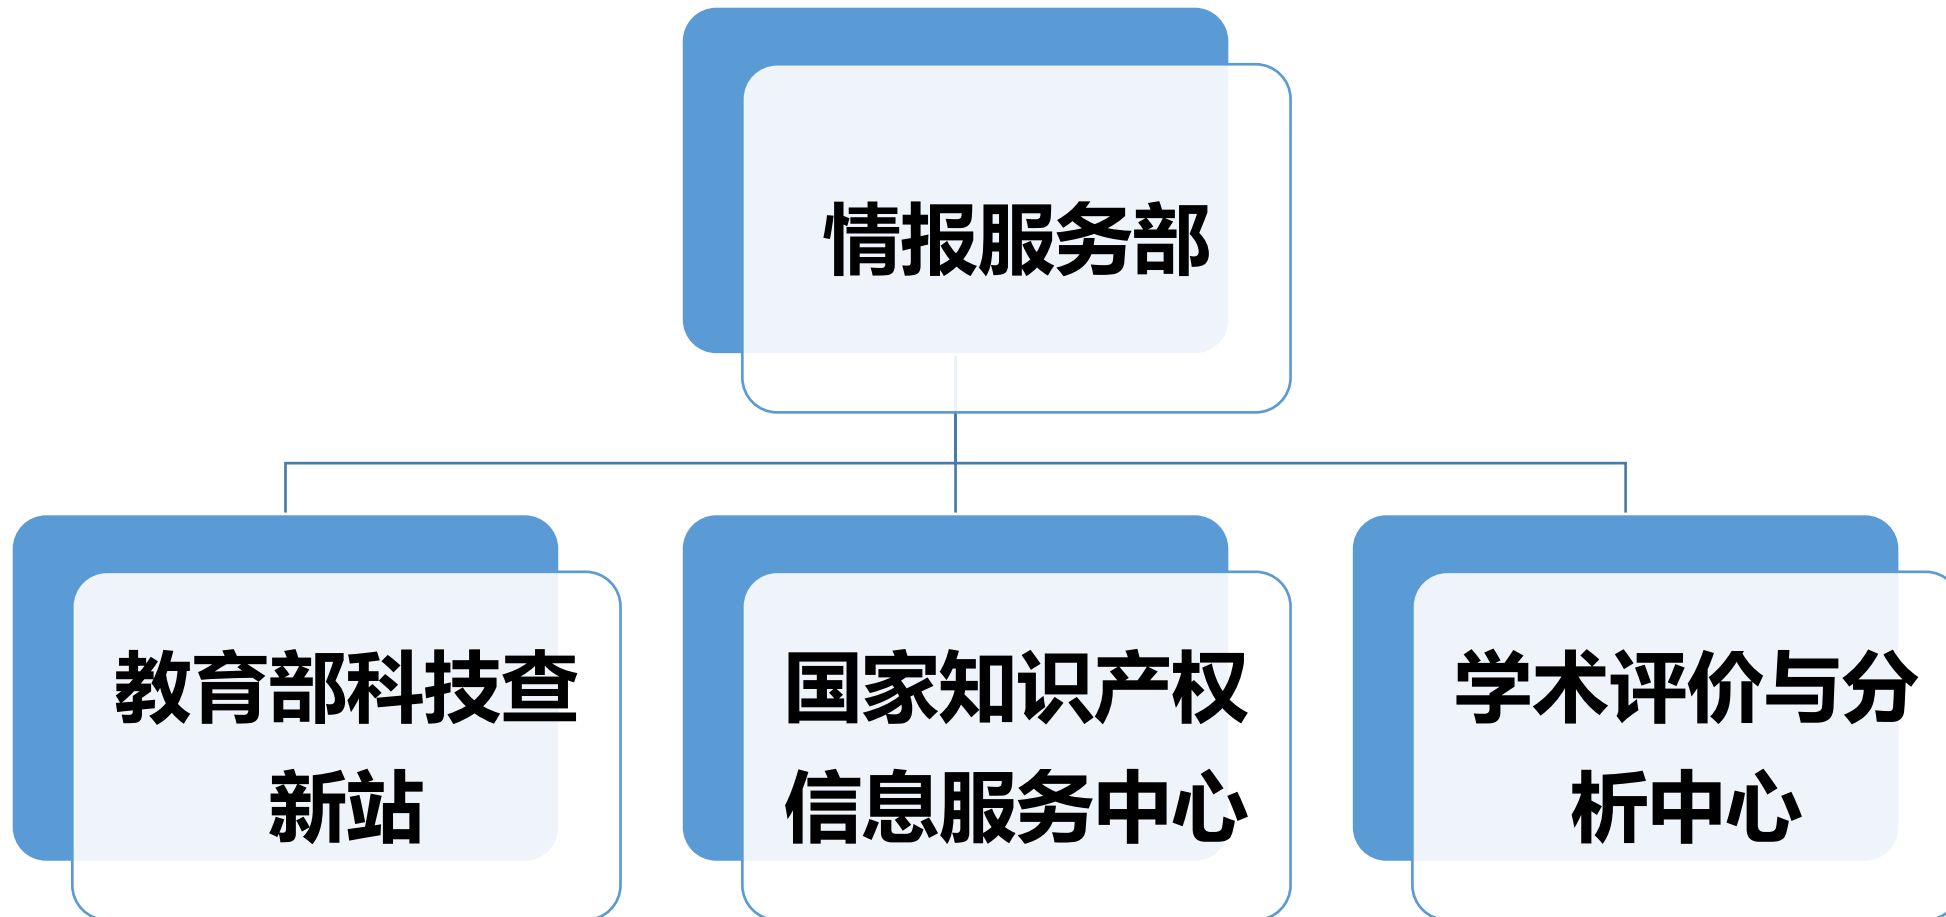 情报服务部
教育部科技查
新站
国家知识产权
信息服务中心
学术评价与分
析中心